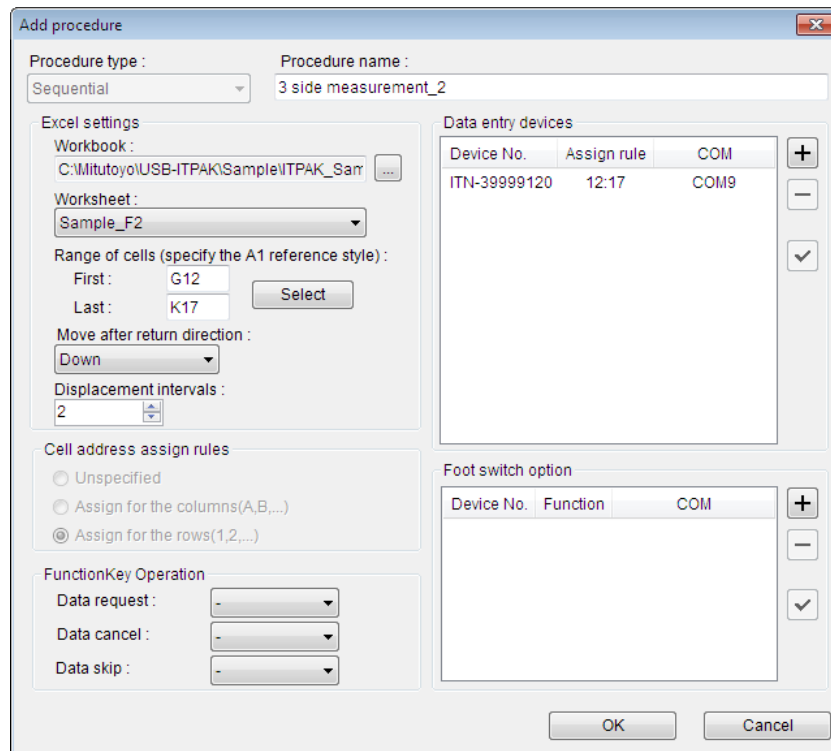 Add procedure
Procedure type :
Procedure name :
Sequential
3 side measurement_2
Excel settings
Workbook :
C:\Mitutoyo\USB-ITPAK\Sample\ITPAK_Sam
...
Worksheet :
Sample_F2
Range of cells (specify the A1 reference style) :
First :
G12
Last :
K17
Select
Move after return direction :
Down
Displacement intervals :
2
Cell address assign rules
Unspecified
Assign for the columns(A,B,...)
Assign for the rows(1,2,...)
FunctionKey Operation
Data request :
-
Data cancel :
-
Data skip :
-
Data entry devices
Device No. Assign rule COM
ITN-39999120 12:17 COM9
Foot switch option
Device No. Function COM
OK
Cancel